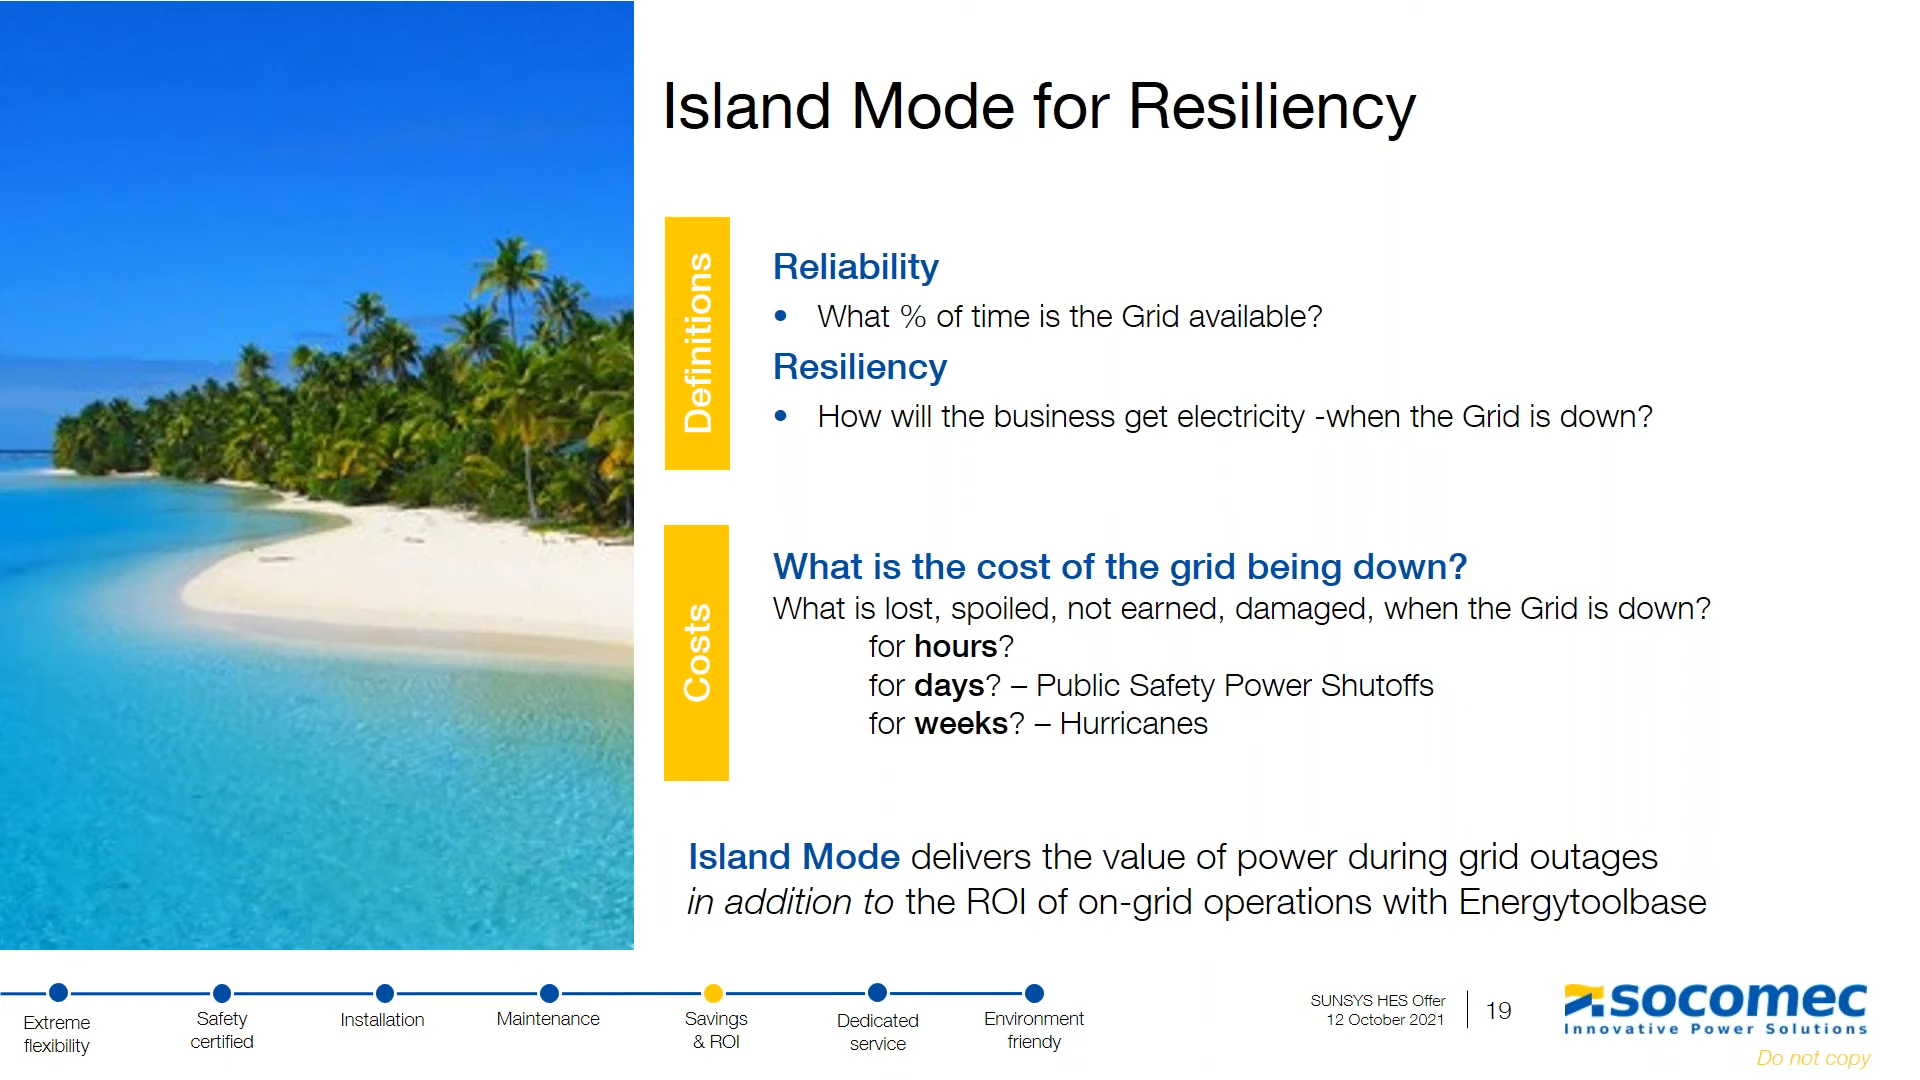 Island Mode for Resiliency
Definitions
Reliability
• What % of time is the Grid available?
Resiliency
• How will the business get electricity -when the Grid is down?
Costs
What is the cost of the grid being down?
What is lost, spoiled, not earned, damaged, when the Grid is down?
for hours?
for days? – Public Safety Power Shutoffs
for weeks? – Hurricanes
Island Mode delivers the value of power during grid outages
in addition to the ROI of on-grid operations with Energytoolbase
Extreme
flexibility
Safety
certified
Installation
Maintenance
Savings
& ROI
Dedicated
service
Environment
friendy
SUNSYS HES Offer
12 October 2021
19
socomec
Innovative Power Solutions
Do not copy